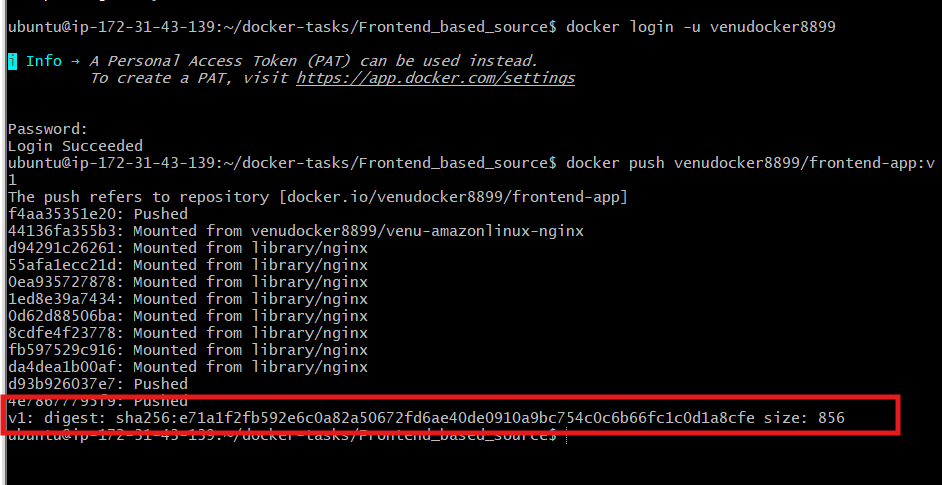 ubuntu@ip-172-31-43-139:~/docker-tasks/Frontend_based_source$ docker login -u venudocker8899
i Info → A Personal Access Token (PAT) can be used instead.
To create a PAT, visit https://app.docker.com/settings
Password:
Login Succeeded
ubuntu@ip-172-31-43-139:~/docker-tasks/Frontend_based_source$ docker push venudocker8899/frontend-app:v
1
The push refers to repository [docker.io/venudocker8899/frontend-app]
f4aa35351e20: Pushed
44136fa355b3: Mounted from venudocker8899/venu-amazonlinux-nginx
d94291c26261: Mounted from library/nginx
55afa1ecc21d: Mounted from library/nginx
0ea935727878: Mounted from library/nginx
1ed8e39a7434: Mounted from library/nginx
0d62d88506ba: Mounted from library/nginx
8cdfe4f23778: Mounted from library/nginx
fb597529c916: Mounted from library/nginx
da4dea1b00af: Mounted from library/nginx
d93b926037e7: Pushed
4e78677795f9: Pushed
v1: digest: sha256:e71a1f2fb592e6c0a82a50672fd6ae40de0910a9bc754c0c6b66fc1c0d1a8cfe size: 856
ubuntu@ip-172-31-43-139:~/docker-tasks/Frontend_based_source$